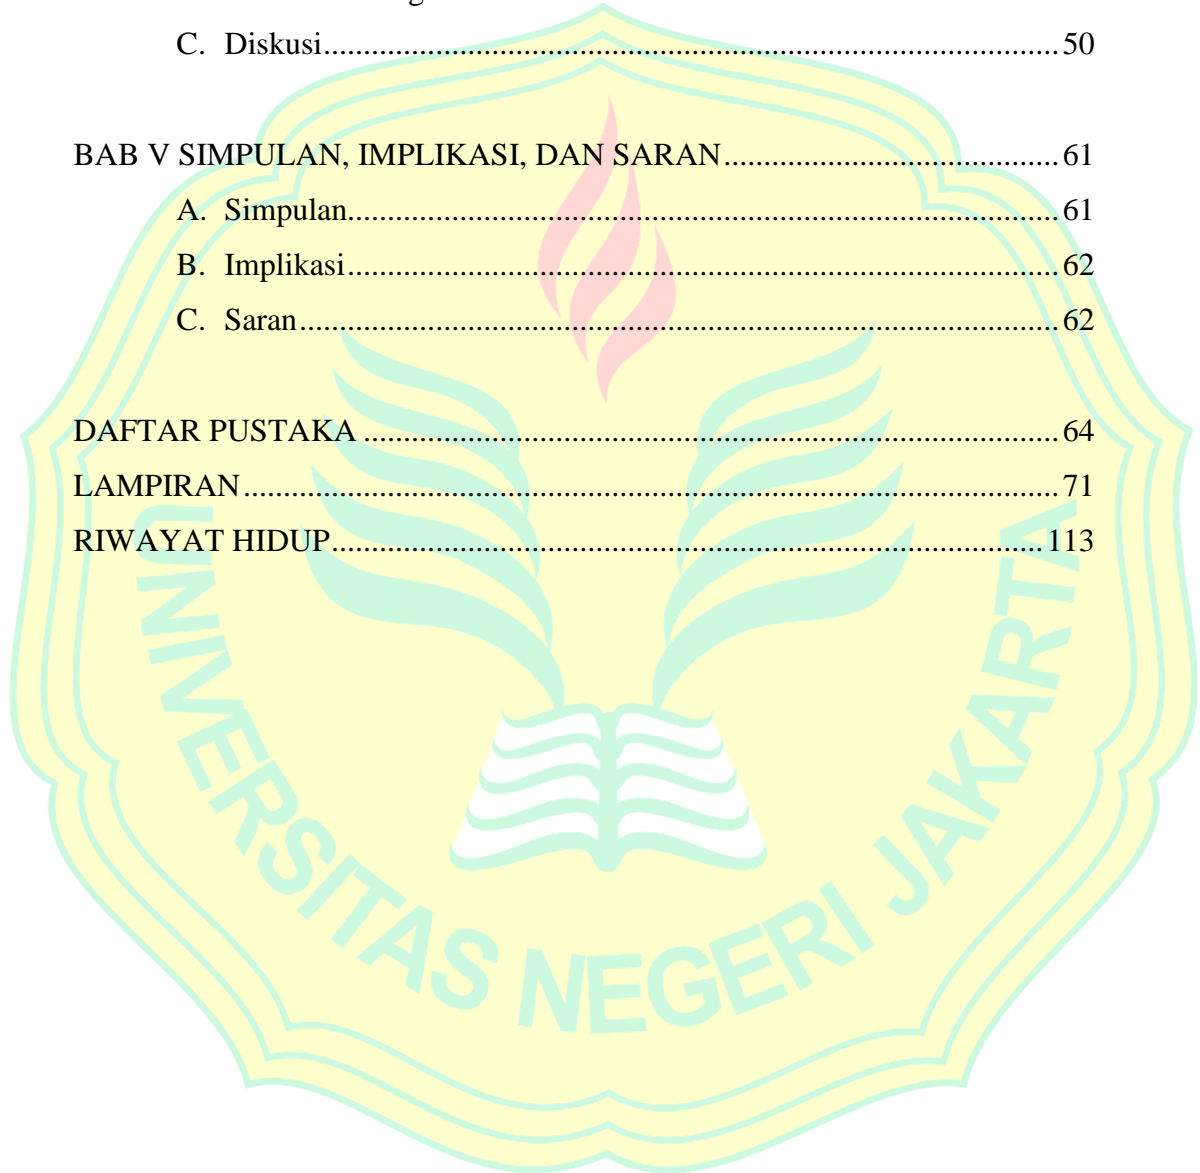 C. Diskusi............................................................................................ 50
BAB V SIMPULAN, IMPLIKASI, DAN SARAN.......................................... 61
A. Simpulan......................................................................................... 61
B. Implikasi......................................................................................... 62
C. Saran............................................................................................... 62
DAFTAR PUSTAKA ....................................................................................... 64
LAMPIRAN...................................................................................................... 71
RIWAYAT HIDUP......................................................................................... 113
UNIVERSITAS NEGERI JAKARTA